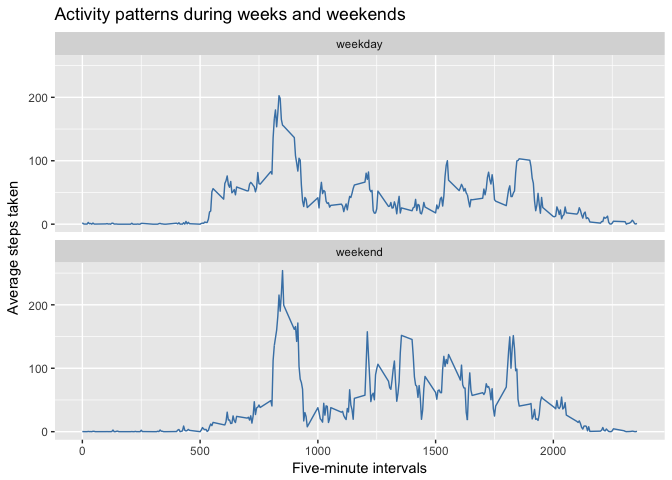 Activity patterns during weeks and weekends
weekday
200
100
0
Average steps taken
weekend
200
100
0
0 500 1000 1500 2000
Five-minute intervals